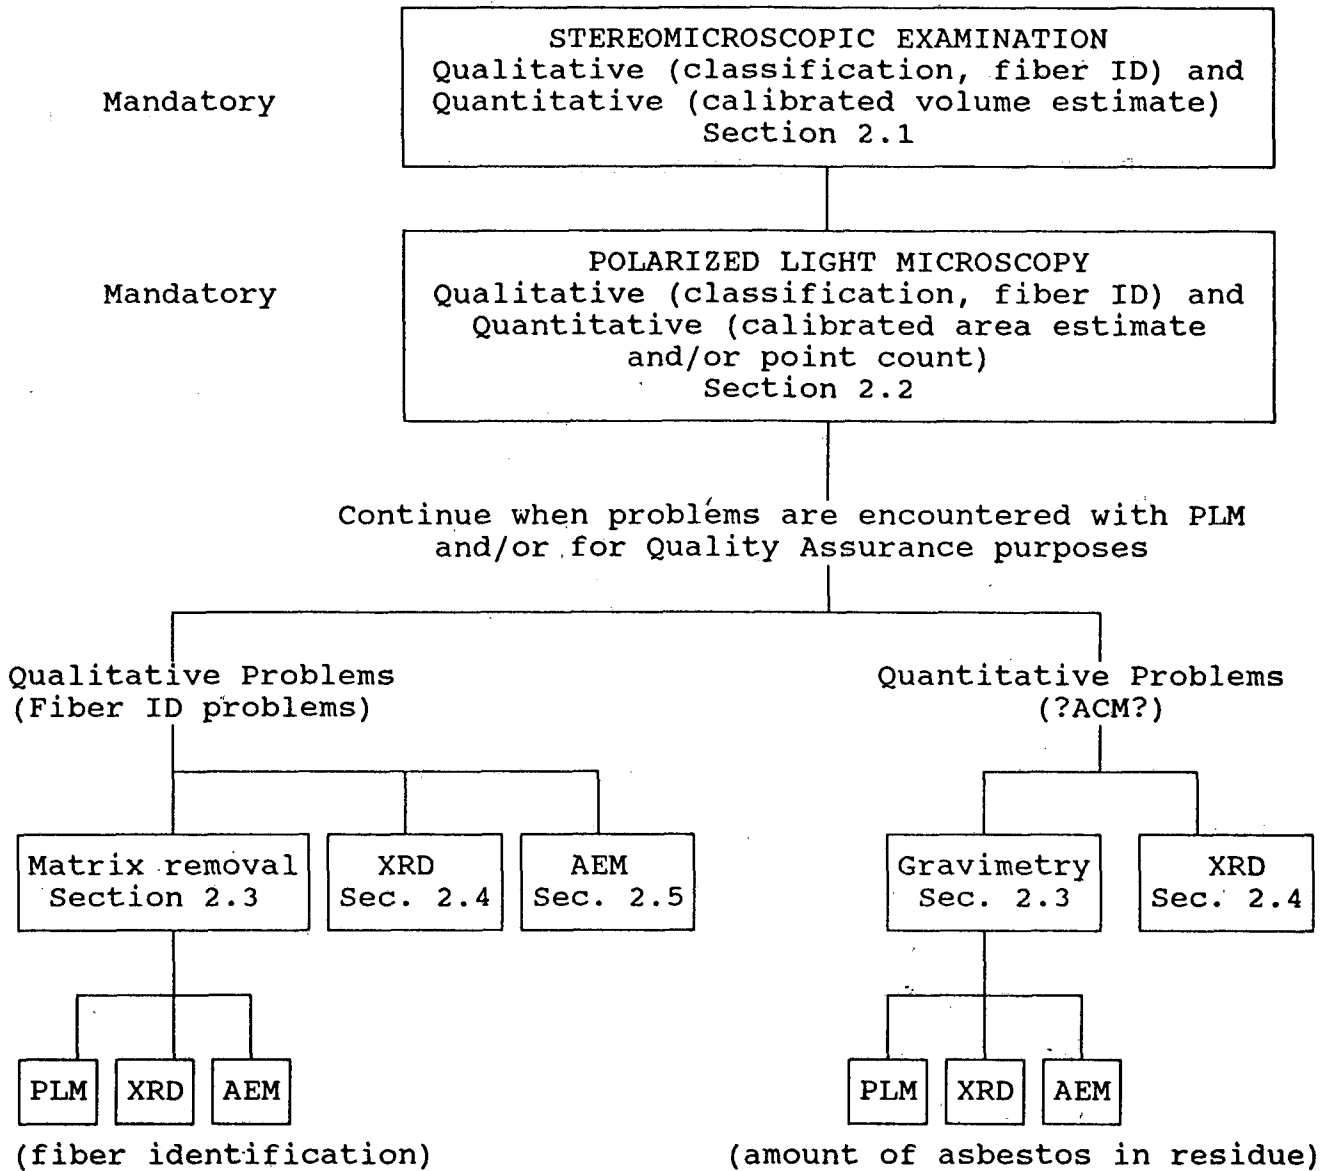 STEREOMICROSCOPIC EXAMINATION
Qualitative (classification, fiber ID) and
Quantitative (calibrated volume estimate)
Section 2.1
Mandatory
POLARIZED LIGHT MICROSCOPY
Qualitative (classification, fiber ID) and
Quantitative (calibrated area estimate
and/or point count)
Section 2.2
Mandatory
Continue when problems are encountered with PLM
and/or for Quality Assurance purposes
Qualitative Problems
(Fiber ID problems)
Quantitative Problems
(?ACM?)
Matrix removal
Section 2.3
XRD
Sec. 2.4
AEM
Sec. 2.5
Gravimetry
Sec. 2.3
XRD
Sec. 2.4
PLM
XRD
AEM
(fiber identification)
PLM
XRD
AEM
(amount of asbestos in residue)